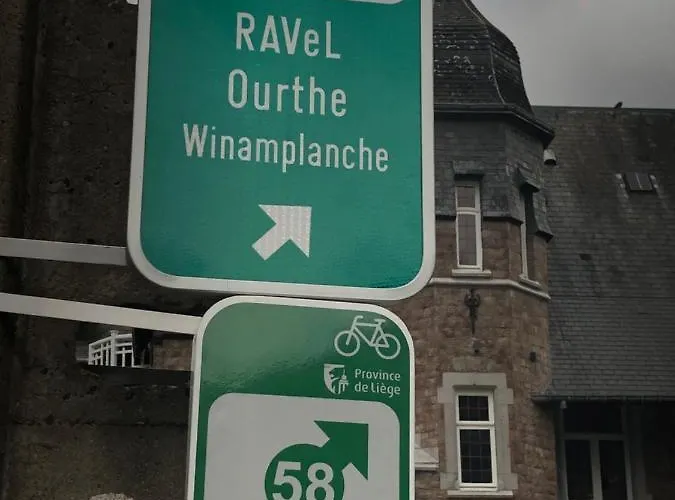 RAVeL
Ourthe
Winamplanche
Province
de Liège
58